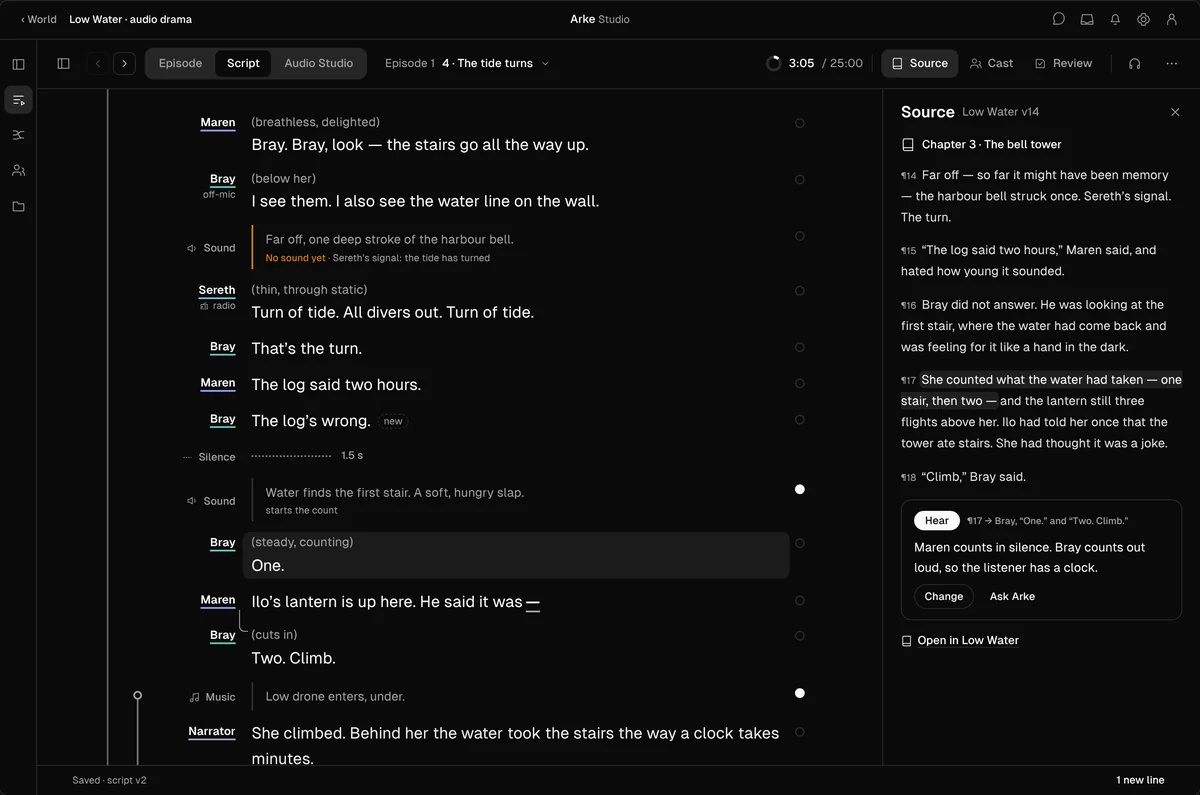 ‹ World Low Water · audio drama
Arke Studio
Episode Script Audio Studio
Episode 1 4 · The tide turns
3:05 / 25:00
Source Cast Review
Maren (breathless, delighted)
Bray. Bray, look — the stairs go all the way up.
Bray (below her)
off-mic
I see them. I also see the water line on the wall.
Sound Far off, one deep stroke of the harbour bell.
No sound yet · Sereth's signal: the tide has turned
Sereth (thin, through static)
radio
Turn of tide. All divers out. Turn of tide.
Bray That's the turn.
Maren The log said two hours.
Bray The log's wrong. new
Silence 1.5 s
Sound Water finds the first stair. A soft, hungry slap.
starts the count
Bray (steady, counting)
One.
Maren Ilo's lantern is up here. He said it was —
Bray (cuts in)
Two. Climb.
Music Low drone enters, under.
Narrator She climbed. Behind her the water took the stairs the way a clock takes
minutes.
Source Low Water v14
Chapter 3 · The bell tower
¶14 Far off — so far it might have been memory
— the harbour bell struck once. Sereth's signal.
The turn.
¶15 “The log said two hours,” Maren said, and
hated how young it sounded.
¶16 Bray did not answer. He was looking at the
first stair, where the water had come back and
was feeling for it like a hand in the dark.
¶17 She counted what the water had taken — one
stair, then two — and the lantern still three
flights above her. Ilo had told her once that the
tower ate stairs. She had thought it was a joke.
¶18 “Climb,” Bray said.
Hear ¶17 → Bray, “One.” and “Two. Climb.”
Maren counts in silence. Bray counts out
loud, so the listener has a clock.
Change Ask Arke
Open in Low Water
Saved · script v2
1 new line